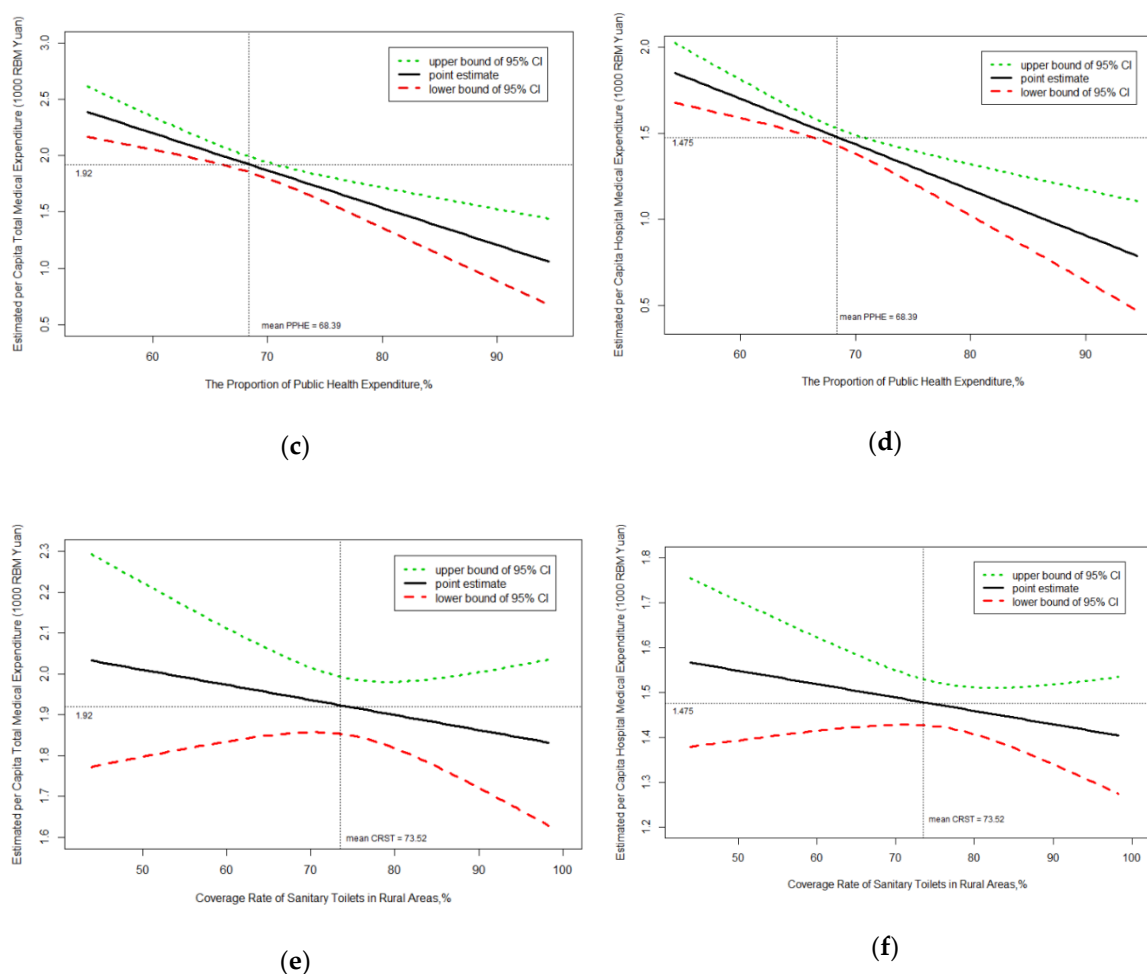 Estimated per Capita Total Medical Expenditure (1000 RBM Yuan)
3.0
2.5
2.0
1.5
1.0
0.5
upper bound of 95% CI
point estimate
lower bound of 95% CI
1.92
mean PPHE = 68.39
60 70 80 90
The Proportion of Public Health Expenditure,%
(c)
Estimated per Capita Hospital Medical Expenditure (1000 RBM Yuan)
2.0
1.5
1.0
0.5
upper bound of 95% CI
point estimate
lower bound of 95% CI
1.475
mean PPHE = 68.39
60 70 80 90
The Proportion of Public Health Expenditure,%
(d)
Estimated per Capita Total Medical Expenditure (1000 RBM Yuan)
2.3
2.2
2.1
2.0
1.9
1.8
1.7
1.6
upper bound of 95% CI
point estimate
lower bound of 95% CI
1.92
mean CRST = 73.52
50 60 70 80 90 100
Coverage Rate of Sanitary Toilets in Rural Areas,%
(e)
Estimated per Capita Hospital Medical Expenditure (1000 RBM Yuan)
1.8
1.7
1.6
1.5
1.4
1.3
1.2
upper bound of 95% CI
point estimate
lower bound of 95% CI
1.475
mean CRST = 73.52
50 60 70 80 90 100
Coverage Rate of Sanitary Toilets in Rural Areas,%
(f)